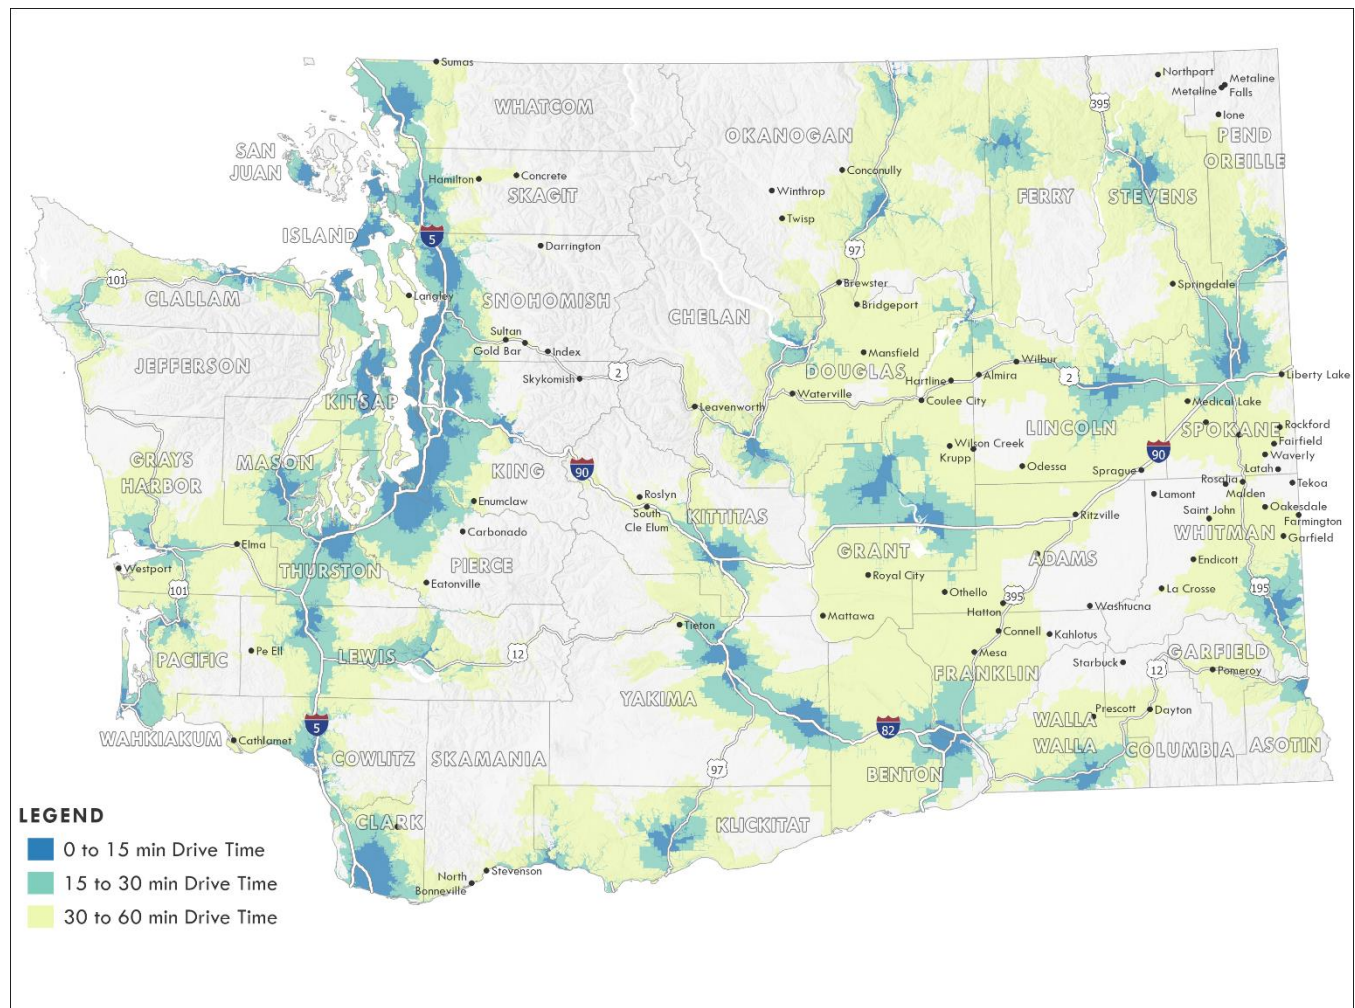 Sumas
Northport
Metaline
Falls
Metaline
395
WHATCOM
Ione
OKANOGAN
PEND
OREILLE
SAN
JUAN
Conconully
Hamilton
Concrete
Winthrop
SKAGIT
FERRY
STEVENS
Twisp
ISLAND
5
Darrington
97
101
Brewster
Springdale
CLALLAM
Langley
SNOHOMISH
Bridgeport
CHELAN
Sultan
Gold Bar
Index
Mansfield
JEFFERSON
DOUGLAS
Wilbur
Skykomish
2
Hartline
Almira
2
Liberty Lake
KITSAP
Waterville
Coulee City
Medical Lake
Leavenworth
LINCOLN
SPOKANE
Rockford
Wilson Creek
Fairfield
Krupp
90
Waverly
GRAYS
HARBOR
MASON
KING
90
Odessa
Sprague
Latah
Rosalia
Tekoa
Malden
Enumclaw
Roslyn
Lamont
South
Cle Elum
KITTITAS
Saint John
Oakesdale
Ritzville
Farmington
Carbonado
WHITMAN
Garfield
Elma
GRANT
ADAMS
Endicott
THURSTON
PIERCE
Westport
Royal City
Eatonville
101
La Crosse
195
Othello
395
Hatton
Washtucna
Mattawa
Tieton
Connell
Kahlotus
Pe Ell
PACIFIC
LEWIS
12
Mesa
GARFIELD
Starbuck
12
Pomeroy
FRANKLIN
YAKIMA
Prescott
Dayton
5
82
WALLA
WALLA
WAHKIAKUM
Cathlamet
COLUMBIA
ASOTIN
COWLITZ
SKAMANIA
97
BENTON
LEGEND
CLARK
KLICKITAT
0 to 15 min Drive Time
15 to 30 min Drive Time
North
Bonneville
Stevenson
30 to 60 min Drive Time